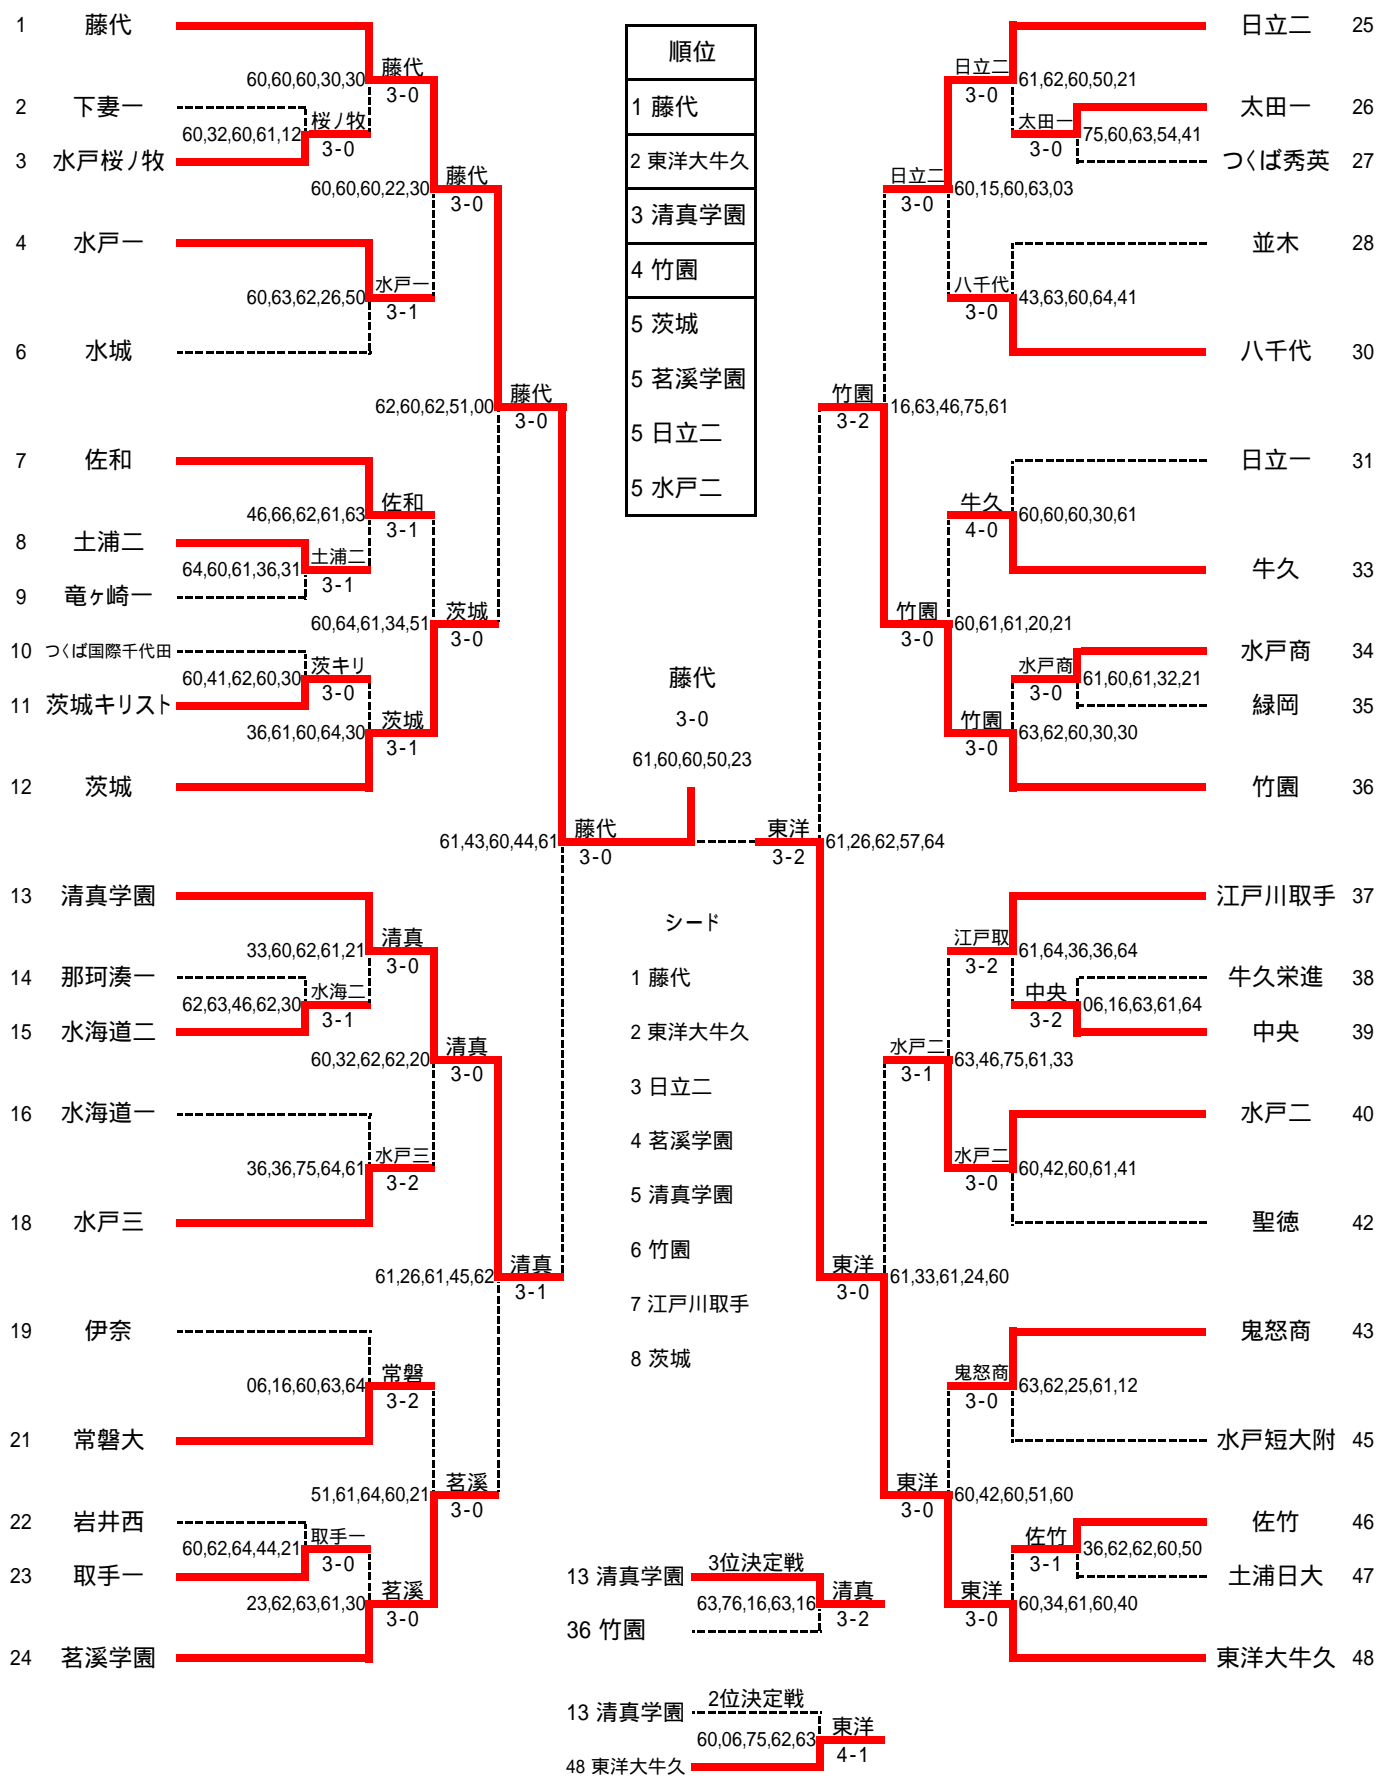 1 藤代
60,60,60,30,30 藤代
3-0
2 下妻一
60,32,60,61,12 桜ノ牧
3-0
3 水戸桜ノ牧
60,60,60,22,30 藤代
3-0
4 水戸一
60,63,62,26,50 水戸一
3-1
6 水城
62,60,62,51,00 藤代
3-0
7 佐和
46,66,62,61,63 佐和
3-1
8 土浦二
64,60,61,36,31 土浦二
3-1
9 竜ヶ崎一
60,64,61,34,51 茨城
3-0
10 つくば国際千代田
60,41,62,60,30 茨キリ
3-0
11 茨城キリスト
36,61,60,64,30 茨城
3-1
12 茨城
61,43,60,44,61 藤代
3-0
13 清真学園
33,60,62,61,21 清真
3-0
14 那珂湊一
62,63,46,62,30 水海二
3-1
15 水海道二
60,32,62,62,20 清真
3-0
16 水海道一
36,36,75,64,61 水戸三
3-2
18 水戸三
61,26,61,45,62 清真
3-1
19 伊奈
06,16,60,63,64 常磐
3-2
21 常磐大
51,61,64,60,21 茗溪
3-0
22 岩井西
60,62,64,44,21 取手一
3-0
23 取手一
23,62,63,61,30 茗溪
3-0
24 茗溪学園
順位
1 藤代
2 東洋大牛久
3 清真学園
4 竹園
5 茨城
5 茗溪学園
5 日立二
5 水戸二
藤代
3-0
61,60,60,50,23
シード
1 藤代
2 東洋大牛久
3 日立二
4 茗溪学園
5 清真学園
6 竹園
7 江戸川取手
8 茨城
3位決定戦
13 清真学園
63,76,16,63,16 清真
3-2
36 竹園
2位決定戦
13 清真学園
60,06,75,62,63 東洋
4-1
48 東洋大牛久
日立二 25
日立二 61,62,60,50,21
3-0
太田一 26
太田一 75,60,63,54,41
3-0
つくば秀英 27
日立二 60,15,60,63,03
3-0
並木 28
八千代 43,63,60,64,41
3-0
八千代 30
竹園 16,63,46,75,61
3-2
日立一 31
牛久 60,60,60,30,61
4-0
牛久 33
竹園 60,61,61,20,21
3-0
水戸商 34
水戸商 61,60,61,32,21
3-0
緑岡 35
竹園 63,62,60,30,30
3-0
竹園 36
東洋 61,26,62,57,64
3-2
江戸川取手 37
江戸取 61,64,36,36,64
3-2
牛久栄進 38
中央 06,16,63,61,64
3-2
中央 39
水戸二 63,46,75,61,33
3-1
水戸二 40
水戸二 60,42,60,61,41
3-0
聖徳 42
東洋 61,33,61,24,60
3-0
鬼怒商 43
鬼怒商 63,62,25,61,12
3-0
水戸短大附 45
東洋 60,42,60,51,60
3-0
佐竹 46
佐竹 36,62,62,60,50
3-1
土浦日大 47
東洋 60,34,61,60,40
3-0
東洋大牛久 48